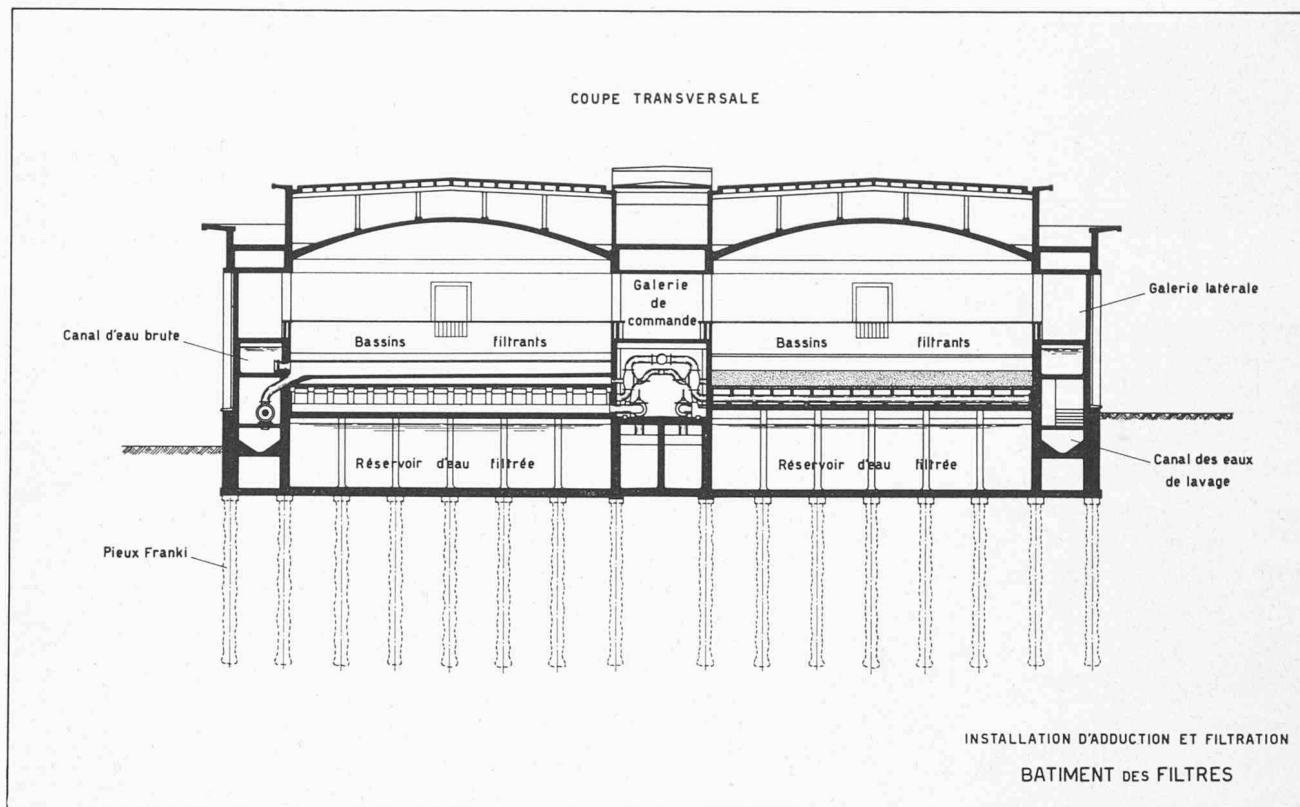 COUPE TRANSVERSALE
Galerie
de
commande
Galerie latérale
Canal d'eau brute
Bassins filtrants
Bassins filtrants
Réservoir d'eau filtrée
Réservoir d'eau filtrée
Canal des eaux
de lavage
Pieux Franki
INSTALLATION D'ADDUCTION ET FILTRATION
BATIMENT DES FILTRES